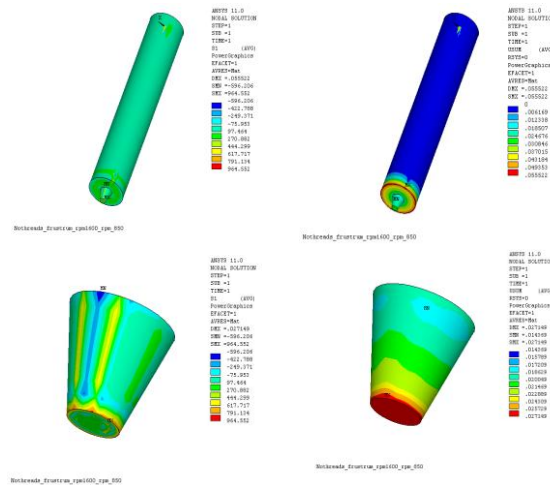 ANSYS 11.0
NODAL SOLUTION
STEP=1
SUB =1
TIME=1
S1 (AVG)
PowerGraphics
EFACET=1
AVRES=Mat
DMX =.055522
SMN =-596.206
SMX =964.552
-596.206
-422.788
-249.371
-75.953
97.464
270.882
444.299
617.717
791.134
964.552
Nothreads_frustrum_rpm1600_rpm_850
ANSYS 11.0
NODAL SOLUTION
STEP=1
SUB =1
TIME=1
USUM (AVG)
RSYS=0
PowerGraphics
EFACET=1
AVRES=Mat
DMX =.055522
SMX =.055522
0
.006169
.012338
.018507
.024676
.043184
.049353
.055522
Nothreads_frustrum_rpm1600_rpm_850
ANSYS 11.0
NODAL SOLUTION
STEP=1
SUB =1
TIME=1
S1 (AVG)
PowerGraphics
EFACET=1
AVRES=Mat
DMX =.027148
SMN =-596.206
SMX =964.552
-596.206
-422.788
-249.371
-75.953
97.464
270.882
444.299
617.717
791.134
964.552
MN
Nothreads_frustrum_rpm1600_rpm_850
ANSYS 11.0
NODAL SOLUTION
STEP=1
SUB =1
TIME=1
USUM (AVG)
RSYS=0
PowerGraphics
EFACET=1
AVRES=Mat
DMX =.027148
SMN =.014369
SMX =.027148
.014369
.015789
.017209
.018629
.021469
.022889
.024309
.025728
.027148
Nothreads_frustrum_rpm1600_rpm_850